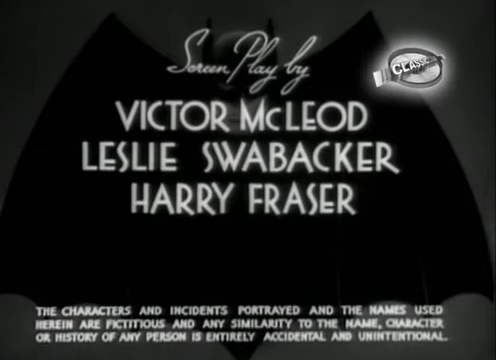 Screen Play by
CLASSIC
VICTOR McLEOD
LESLIE SWABACKER
HARRY FRASER
THE CHARACTERS AND INCIDENTS PORTRAYED AND THE NAMES USED
HEREIN ARE FICTITIOUS AND ANY SIMILARITY TO THE NAME, CHARACTER
OR HISTORY OF ANY PERSON IS ENTIRELY ACCIDENTAL AND UNINTENTIONAL.